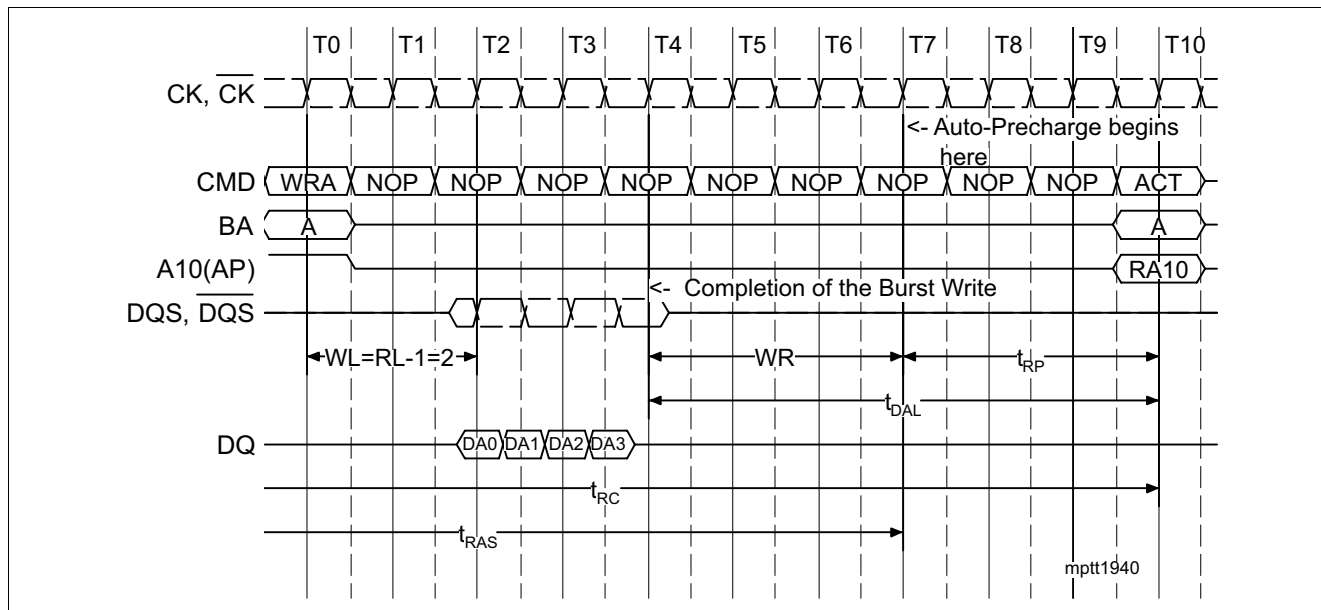 T0 T1 T2 T3 T4 T5 T6 T7 T8 T9 T10
CK, CK
<- Auto-Precharge begins
here
CMD WRA NOP NOP NOP NOP NOP NOP NOP NOP NOP ACT
BA A A
A10(AP) RA10
<- Completion of the Burst Write
DQS, DQS
WL=RL-1=2 WR tRP
tDAL
DQ DA0 DA1 DA2 DA3
tRC
tRAS
mptt1940